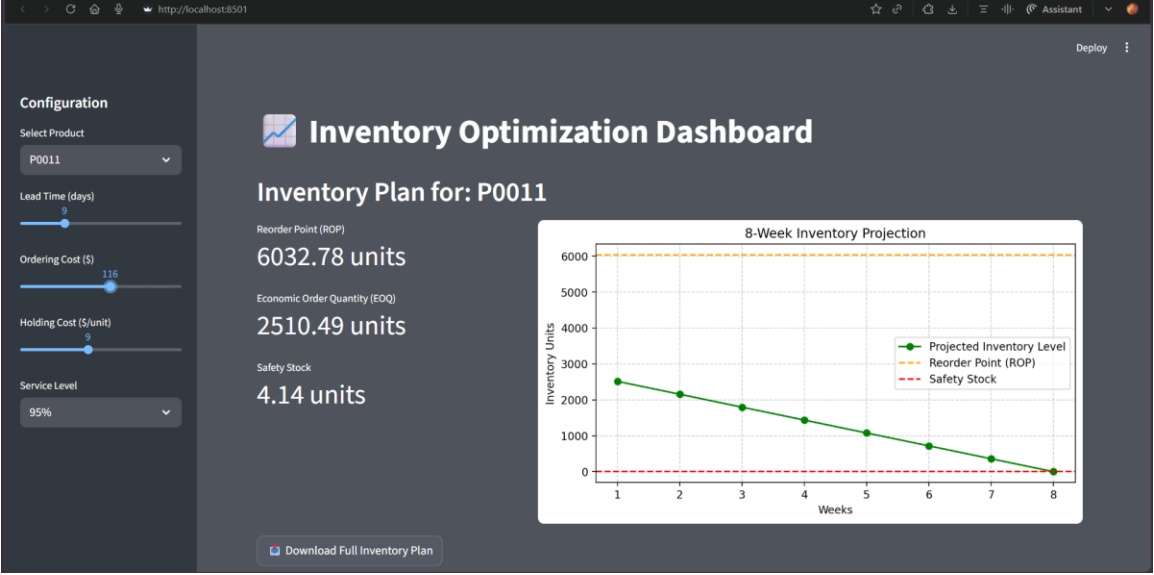 http://localhost:8501
Assistant
Deploy
Configuration
Select Product
P0011
Lead Time (days)
9
Ordering Cost ($)
116
Holding Cost ($/unit)
9
Service Level
95%
Inventory Optimization Dashboard
Inventory Plan for: P0011
Reorder Point (ROP)
6032.78 units
Economic Order Quantity (EOQ)
2510.49 units
Safety Stock
4.14 units
8-Week Inventory Projection
Inventory Units
6000
5000
4000
3000
2000
1000
0
Projected Inventory Level
Reorder Point (ROP)
Safety Stock
1 2 3 4 5 6 7 8
Weeks
Download Full Inventory Plan